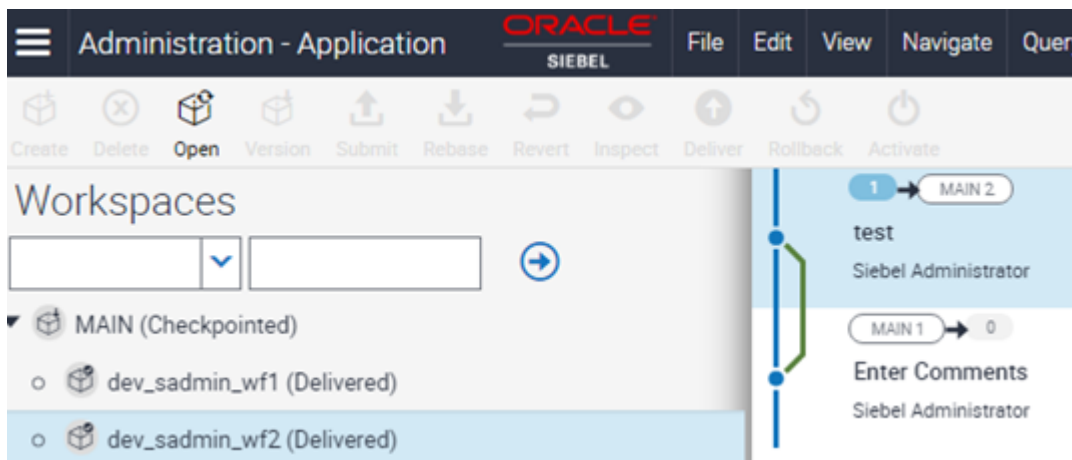 Administration - Application ORACLE SIEBEL File Edit View Navigate Quer
Create Delete Open Version Submit Rebase Revert Inspect Deliver Rollback Activate
Workspaces
MAIN (Checkpointed)
dev_sadmin_wf1 (Delivered)
dev_sadmin_wf2 (Delivered)
1 MAIN 2
test
Siebel Administrator
MAIN 1 0
Enter Comments
Siebel Administrator